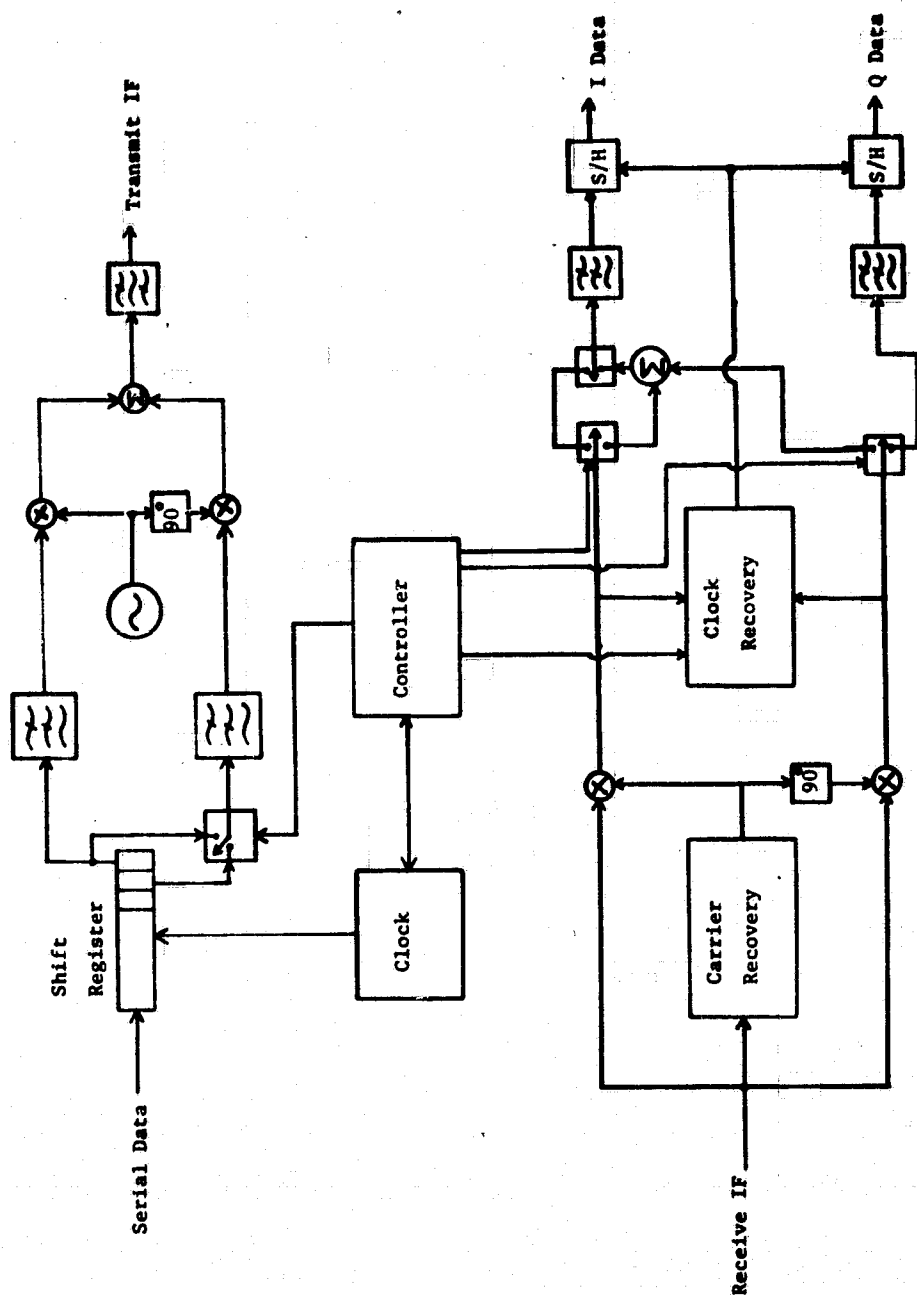 Serial Data
Shift
Register
90°
Σ
Transmit IF
Clock
Controller
Receive IF
Carrier
Recovery
90°
Clock
Recovery
Σ
S/H
I Data
S/H
Q Data